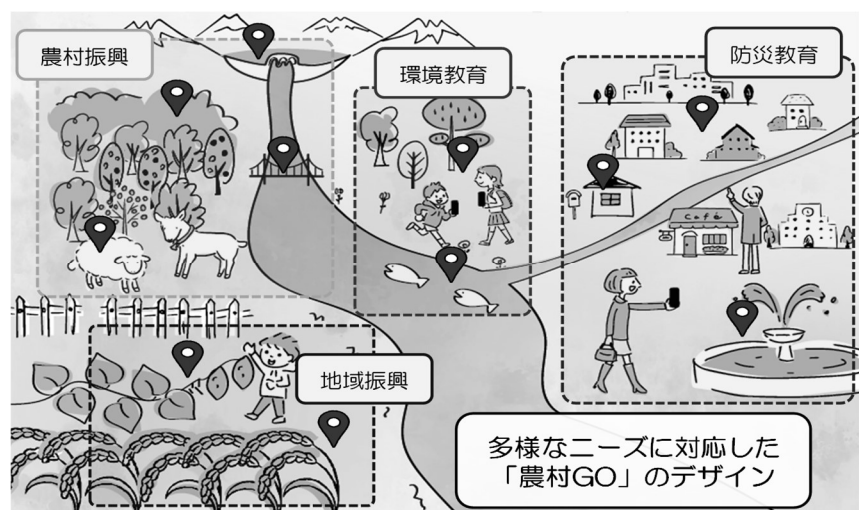 農村振興
環境教育
防災教育
Café
地域振興
多様なニーズに対応した
「農村GO」のデザイン